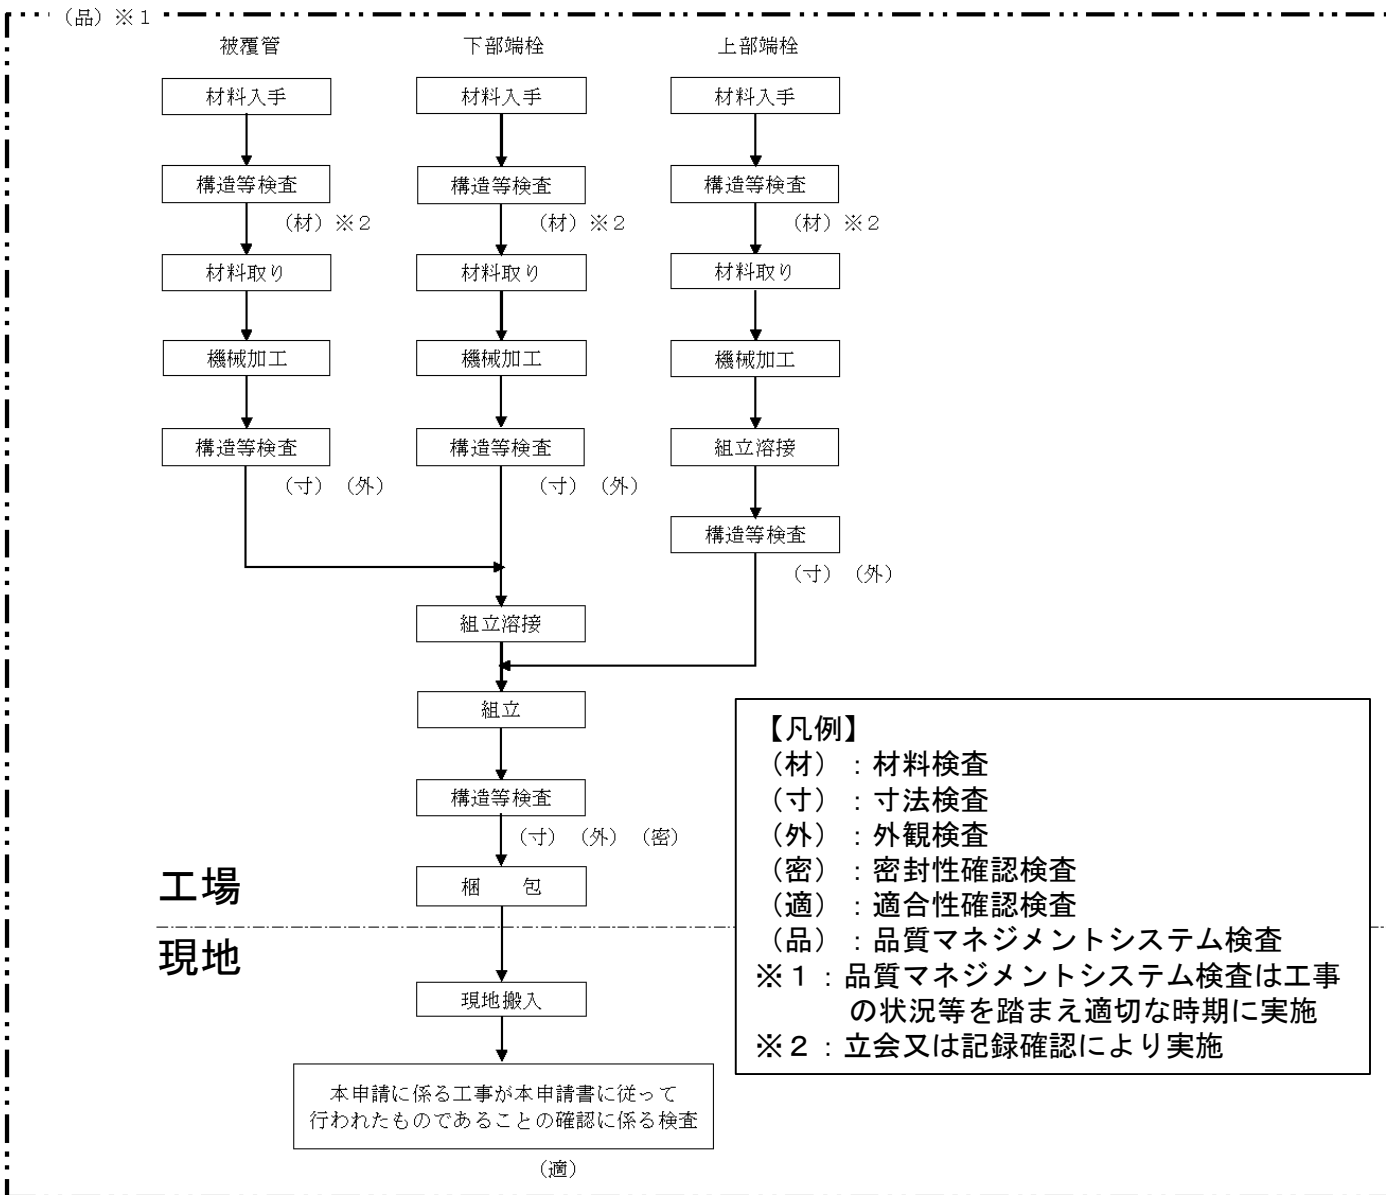 （品）※１
被覆管
下部端栓
上部端栓
材料入手
材料入手
材料入手
構造等検査
構造等検査
構造等検査
（材）※２
（材）※２
（材）※２
材料取り
材料取り
材料取り
機械加工
機械加工
機械加工
構造等検査
構造等検査
組立溶接
（寸）（外）
（寸）（外）
構造等検査
（寸）（外）
組立溶接
組立
構造等検査
（寸）（外）（密）
梱　包
工場
現地
現地搬入
本申請に係る工事が本申請書に従って
行われたものであることの確認に係る検査
（適）
【凡例】
（材）：材料検査
（寸）：寸法検査
（外）：外観検査
（密）：密封性確認検査
（適）：適合性確認検査
（品）：品質マネジメントシステム検査
※１：品質マネジメントシステム検査は工事
の状況等を踏まえ適切な時期に実施
※２：立会又は記録確認により実施